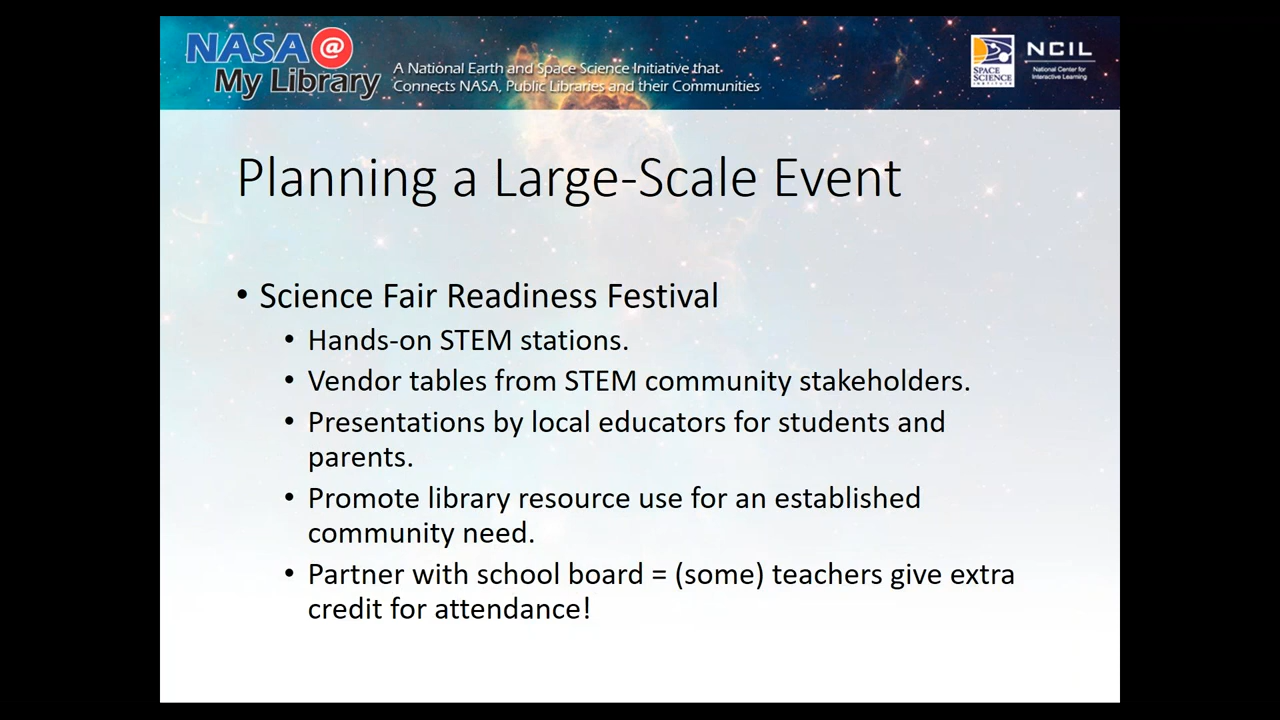 NASA @
My Library
A National Earth and Space Science Initiative that
Connects NASA, Public Libraries and their Communities
SPACE
SCIENCE
INSTITUTE
NCIL
National Center for
Interactive Learning
Planning a Large-Scale Event
• Science Fair Readiness Festival
• Hands-on STEM stations.
• Vendor tables from STEM community stakeholders.
• Presentations by local educators for students and
parents.
• Promote library resource use for an established
community need.
• Partner with school board = (some) teachers give extra
credit for attendance!